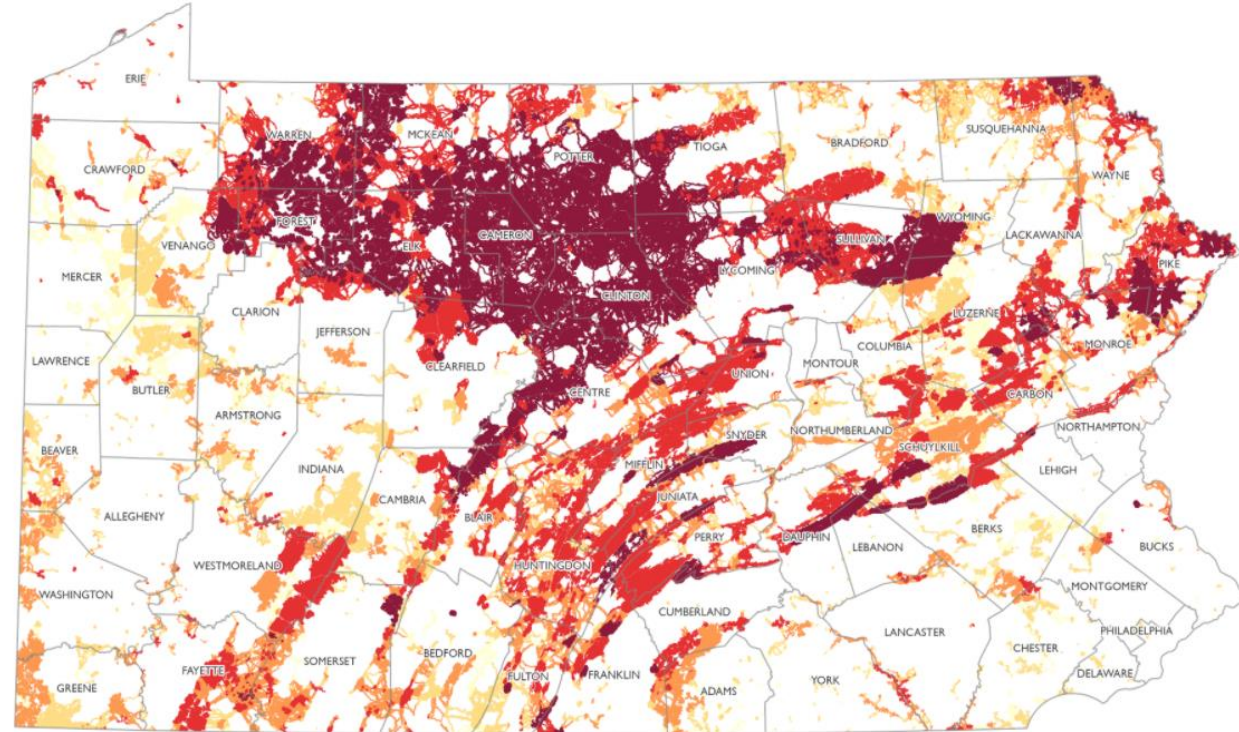 ERIE
WARREN
MCKEAN
POTTER
TIOGA
BRADFORD
SUSQUEHANNA
CRAWFORD
WAYNE
FOREST
VENANGO
ELK
CAMERON
SULLIVAN
WYOMING
LACKAWANNA
MERCER
LYCOMING
PIKE
CLINTON
CLARION
JEFFERSON
LUZERNE
LAWRENCE
CLEARFIELD
COLUMBIA
MONROE
BUTLER
CENTRE
UNION
MONTOUR
CARBON
ARMSTRONG
NORTHUMBERLAND
NORTHAMPTON
BEAVER
SNYDER
SCHUYLKILL
INDIANA
MIFFLIN
LEHIGH
CAMBRIA
JUNIATA
ALLEGHENY
BLAIR
BERKS
PERRY
DAUPHIN
LEBANON
BUCKS
WESTMORELAND
HUNTINGDON
MONTGOMERY
WASHINGTON
CUMBERLAND
LANCASTER
PHILADELPHIA
BEDFORD
CHESTER
SOMERSET
FAYETTE
FULTON
FRANKLIN
DELAWARE
YORK
GREENE
ADAMS